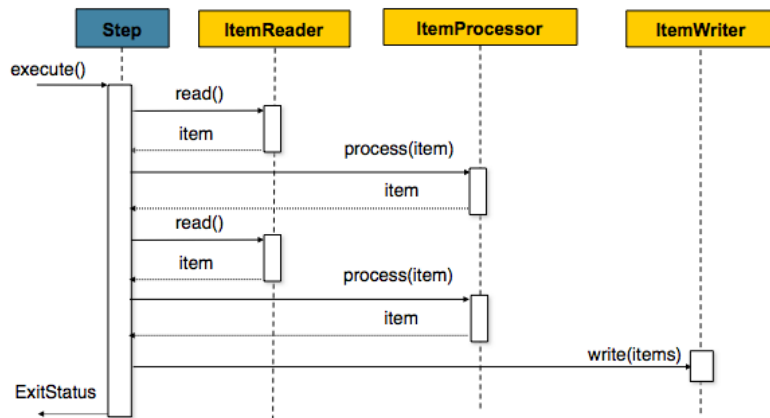 Step
ItemReader
ItemProcessor
ItemWriter
execute()
read()
item
process(item)
item
read()
item
process(item)
item
write(items)
ExitStatus